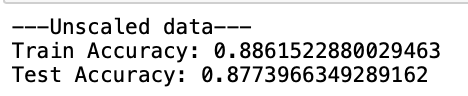 ---Unscaled data---
Train Accuracy: 0.8861522880029463
Test Accuracy: 0.8773966349289162